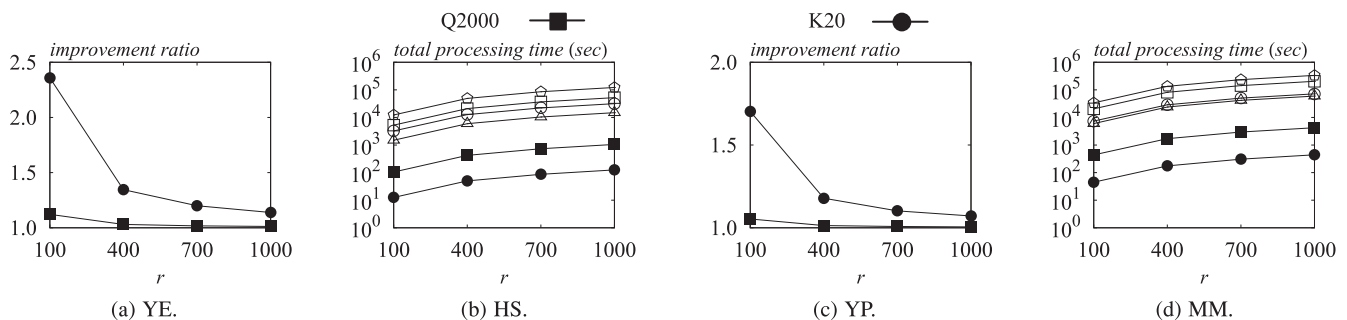 Q2000 K20
improvement ratio
2.5
2.0
1.5
1.0
100 400 700 1000
r
(a) YE.
total processing time (sec)
10^6
10^5
10^4
10^3
10^2
10^1
10^0
100 400 700 1000
r
(b) HS.
improvement ratio
2.0
1.5
1.0
100 400 700 1000
r
(c) YP.
total processing time (sec)
10^6
10^5
10^4
10^3
10^2
10^1
10^0
100 400 700 1000
r
(d) MM.